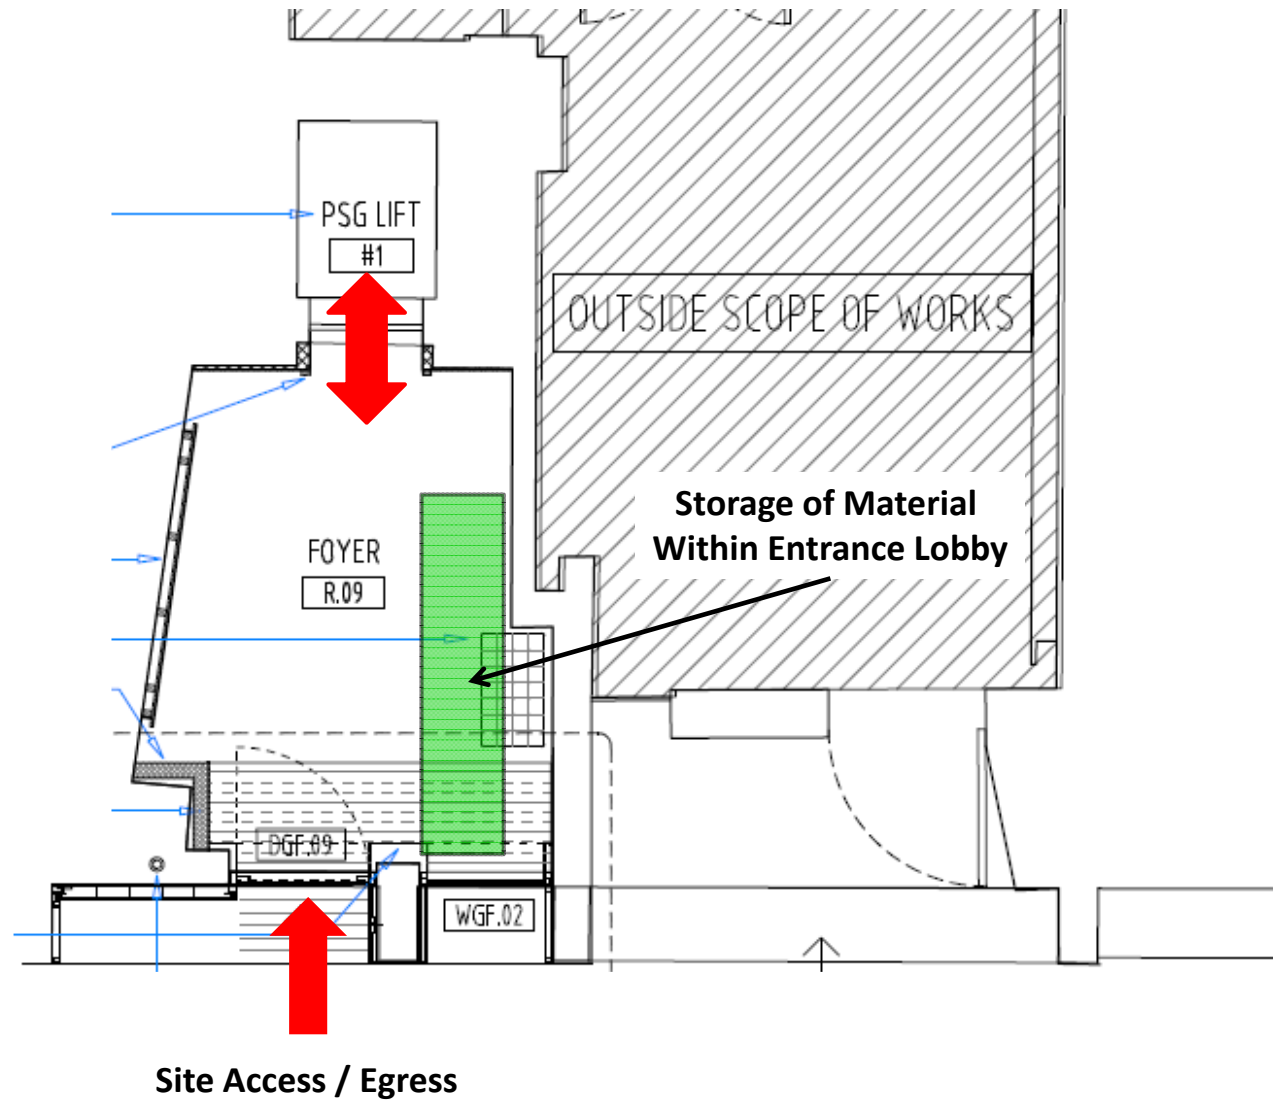 PSG LIFT
#1
OUTSIDE SCOPE OF WORKS
Storage of Material
Within Entrance Lobby
FOYER
R.09
DGF.09
WGF.02
Site Access / Egress